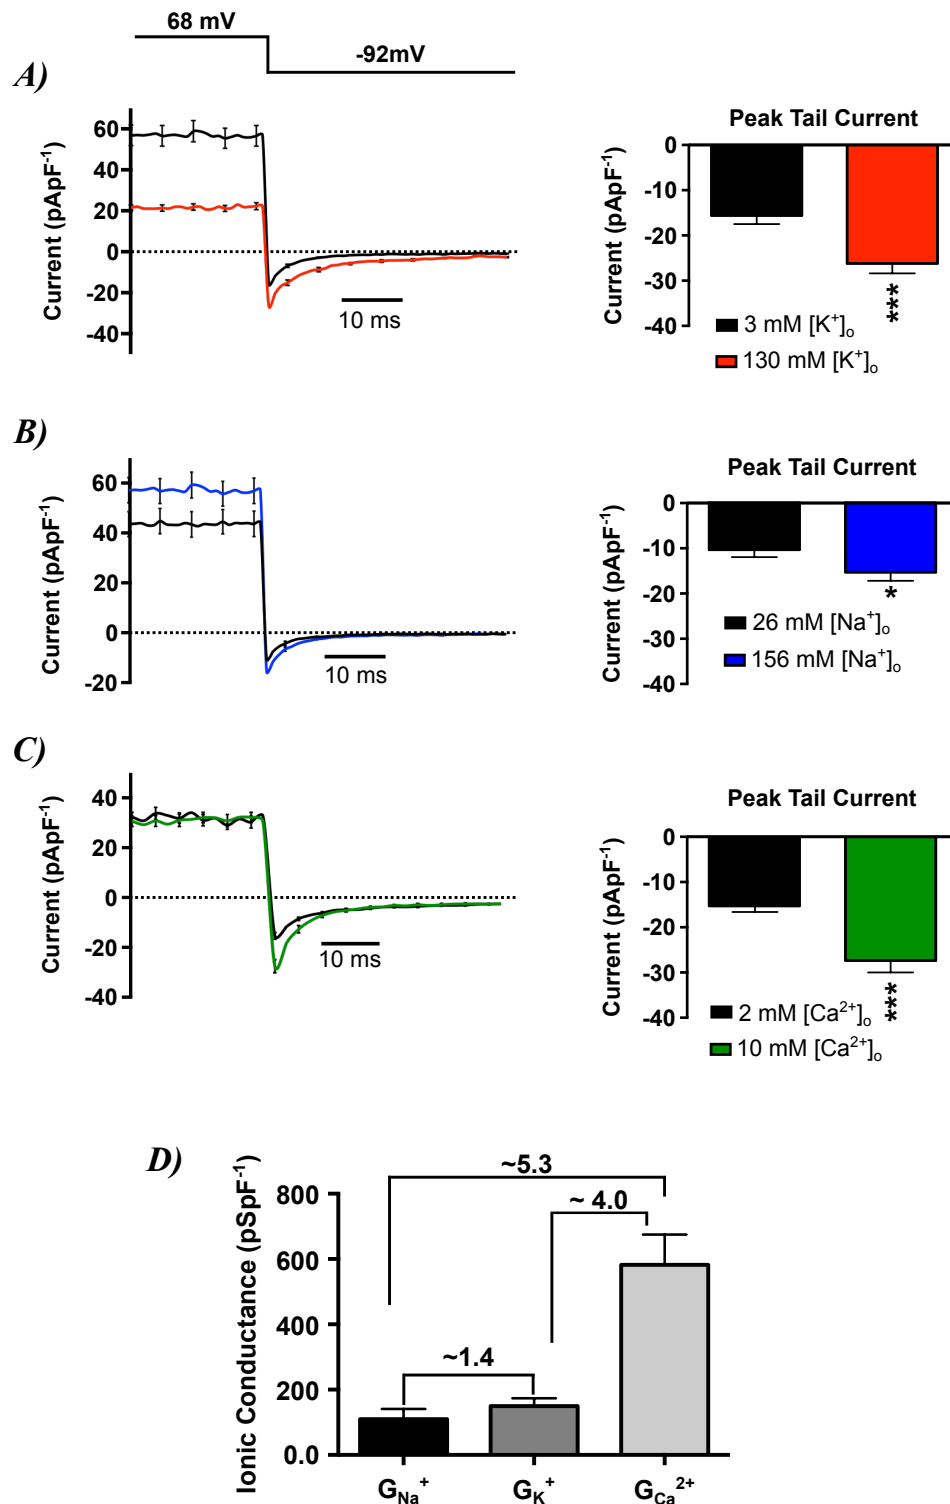 68 mV
-92mV
A)
Current (pApF⁻¹)
60
40
20
0
-20
-40
10 ms
Peak Tail Current
Current (pApF⁻¹)
0
-10
-20
-30
-40
***
3 mM [K⁺]ₒ
130 mM [K⁺]ₒ
B)
Current (pApF⁻¹)
60
40
20
0
-20
10 ms
Peak Tail Current
Current (pApF⁻¹)
0
-10
-20
-30
-40
*
26 mM [Na⁺]ₒ
156 mM [Na⁺]ₒ
C)
Current (pApF⁻¹)
40
20
0
-20
-40
10 ms
Peak Tail Current
Current (pApF⁻¹)
0
-10
-20
-30
-40
***
2 mM [Ca²⁺]ₒ
10 mM [Ca²⁺]ₒ
D)
Ionic Conductance (pSpF⁻¹)
800
600
400
200
0.0
~5.3
~ 4.0
~1.4
G_Na⁺
G_K⁺
G_Ca²⁺